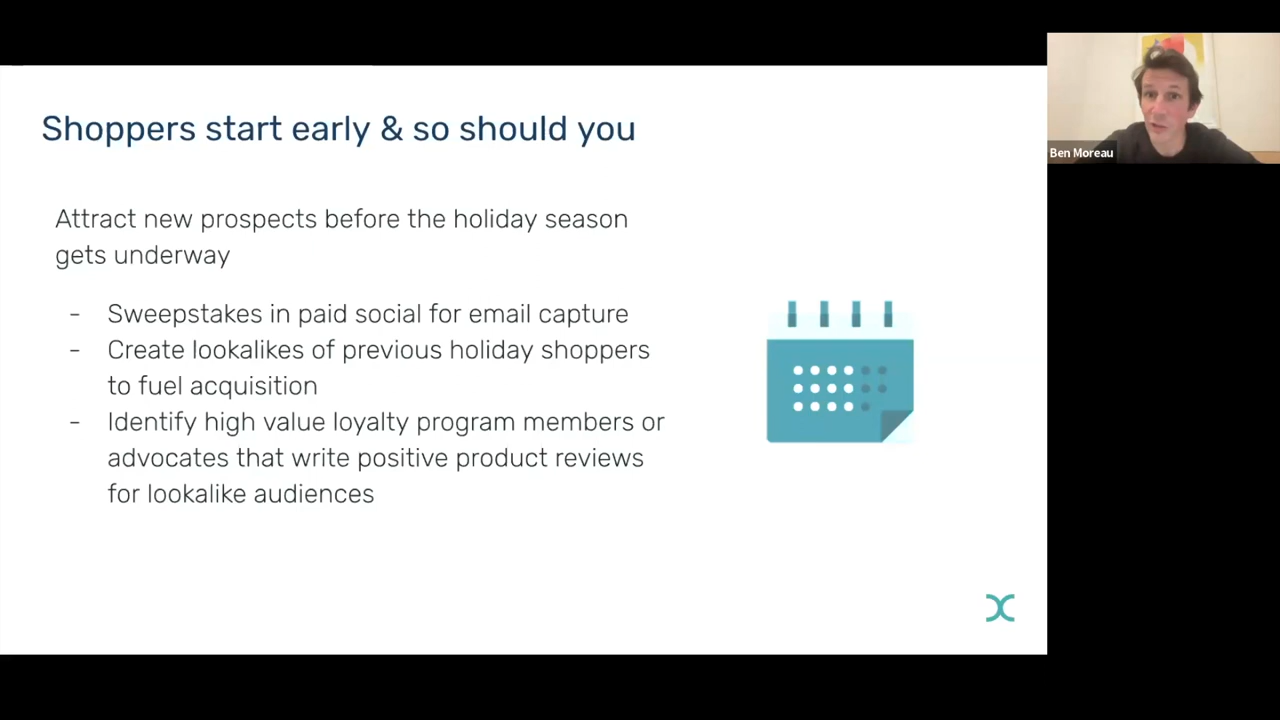 Shoppers start early & so should you
Attract new prospects before the holiday season
gets underway
- Sweepstakes in paid social for email capture
- Create lookalikes of previous holiday shoppers
to fuel acquisition
- Identify high value loyalty program members or
advocates that write positive product reviews
for lookalike audiences
Ben Moreau